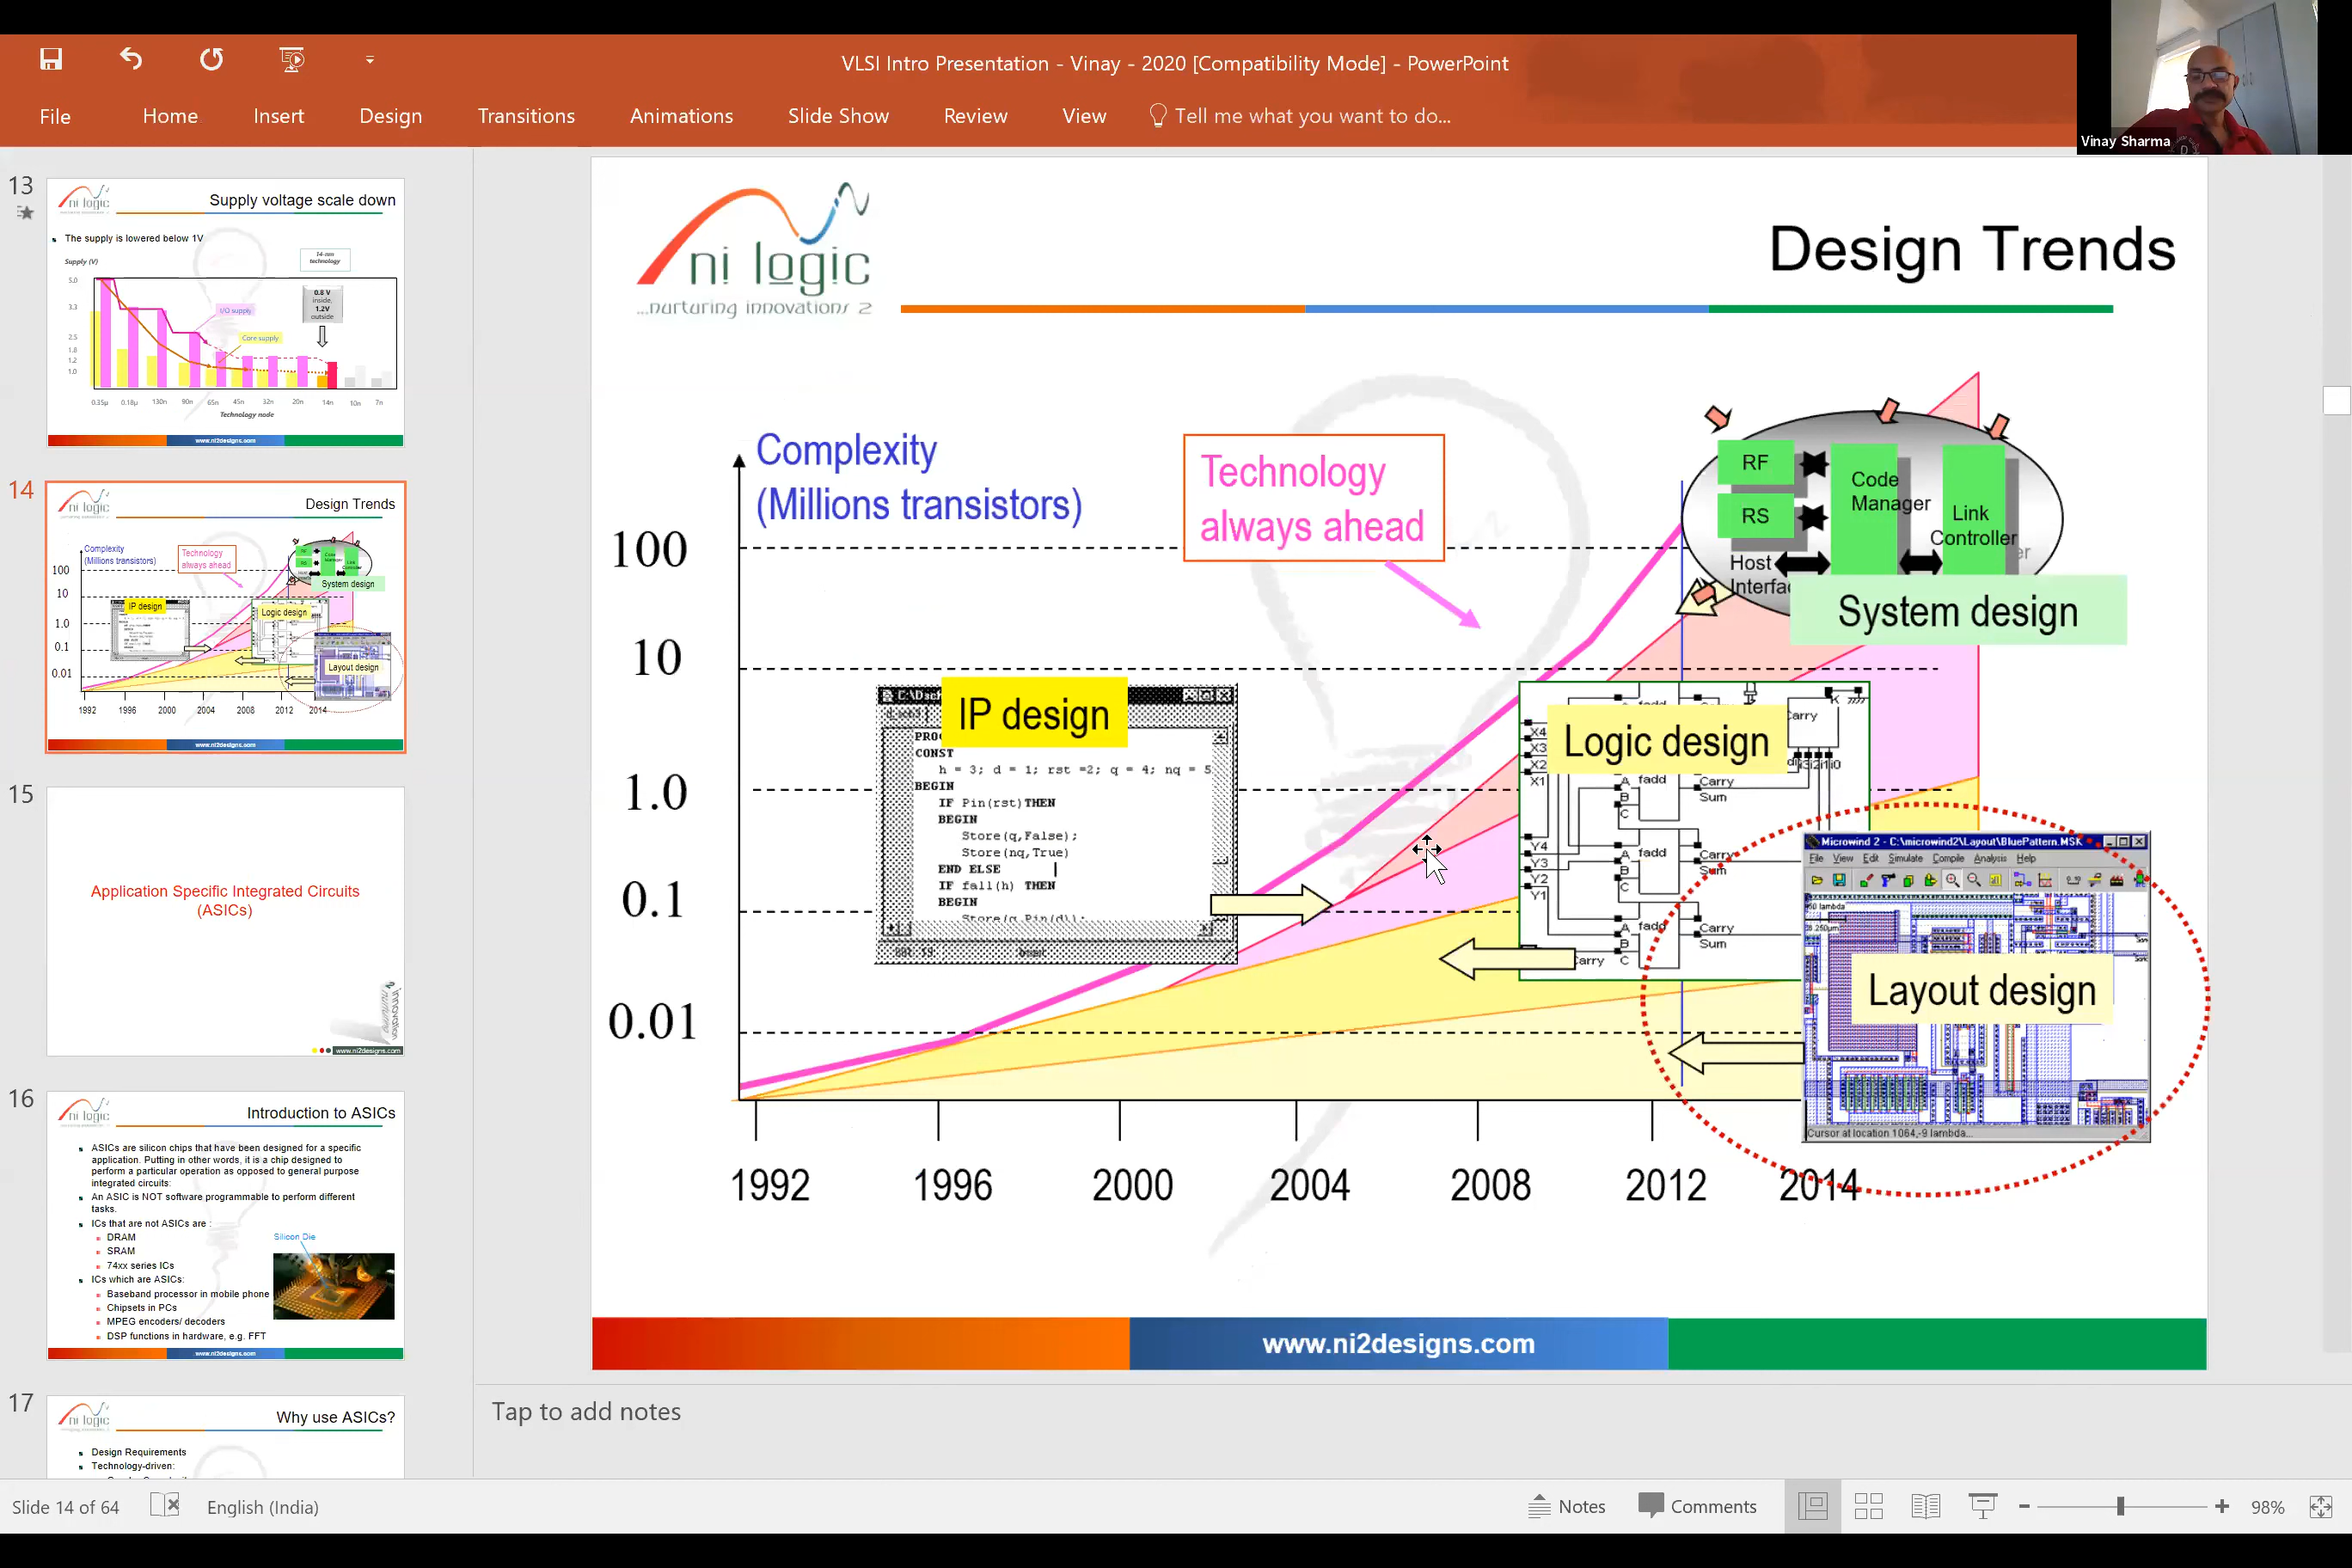 VLSI Intro Presentation - Vinay - 2020 [Compatibility Mode] - PowerPoint
File Home Insert Design Transitions Animations Slide Show Review View Tell me what you want to do...
Vinay Sharma
13
ni logic
Supply voltage scale down
The supply is lowered below 1V
Supply (V)
14-nm
technology
5.0
3.3
2.5
1.8
1.2
1.0
0.8 V
inside,
1.2V
outside
I/O supply
Core supply
0.35µ 0.18µ 130n 90n 65n 45n 32n 20n 14n 10n 7n
Technology node
www.ni2designs.com
14
ni logic
Design Trends
Complexity
(Millions transistors)
Technology
always ahead
100
10
1.0
0.1
0.01
IP design
Logic design
System design
Layout design
1992 1996 2000 2004 2008 2012 2014
www.ni2designs.com
15
Application Specific Integrated Circuits
(ASICs)
www.ni2designs.com
16
ni logic
Introduction to ASICs
ASICs are silicon chips that have been designed for a specific
application. Putting in other words, it is a chip designed to
perform a particular operation as opposed to general purpose
integrated circuits:
An ASIC is NOT software programmable to perform different
tasks.
ICs that are not ASICs are :
DRAM
SRAM
74xx series ICs
ICs which are ASICs:
Baseband processor in mobile phone
Chipsets in PCs
MPEG encoders/ decoders
DSP functions in hardware, e.g. FFT
Silicon Die
www.ni2designs.com
17
ni logic
Why use ASICs?
Design Requirements
Technology-driven:
ni logic
...nurturing innovations 2
Design Trends
Complexity
(Millions transistors)
Technology
always ahead
100
10
1.0
0.1
0.01
RF
RS
Code
Manager
Link
Controller
Host
System design
IP design
CONST
h = 3; d = 1; rst =2; q = 4; nq = 5
BEGIN
IF Pin(rst)THEN
BEGIN
Store(q,False);
Store(nq,True)
END ELSE
IF fall(h) THEN
BEGIN
Store(q,Pin(d));
Logic design
Carry
X4
X3
X2
X1
A fadd Carry
B Sum
C
Y4
Y3
Y2
Y1
A fadd Carry
B Sum
C
A fadd Carry
B Sum
C
Microwind 2 - C:\microwind2\Layout\BluePattern.MSK
File View Edit Simulate Compile Analysis Help
Layout design
Cursor at location 1064,-9 lambda...
1992 1996 2000 2004 2008 2012 2014
www.ni2designs.com
Tap to add notes
Slide 14 of 64 English (India) Notes Comments 98%